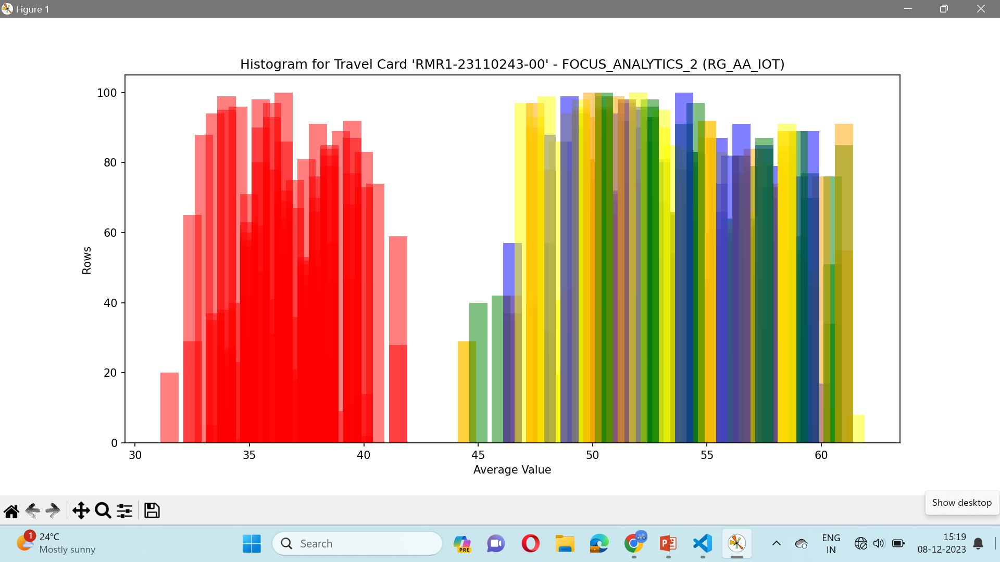 Figure 1
Histogram for Travel Card 'RMR1-23110243-00' - FOCUS_ANALYTICS_2 (RG_AA_IOT)
100
80
60
40
20
0
Rows
30 35 40 45 50 55 60
Average Value
Show desktop
1
24°C
Mostly sunny
Search
PRE
P
ENG
IN
15:19
08-12-2023